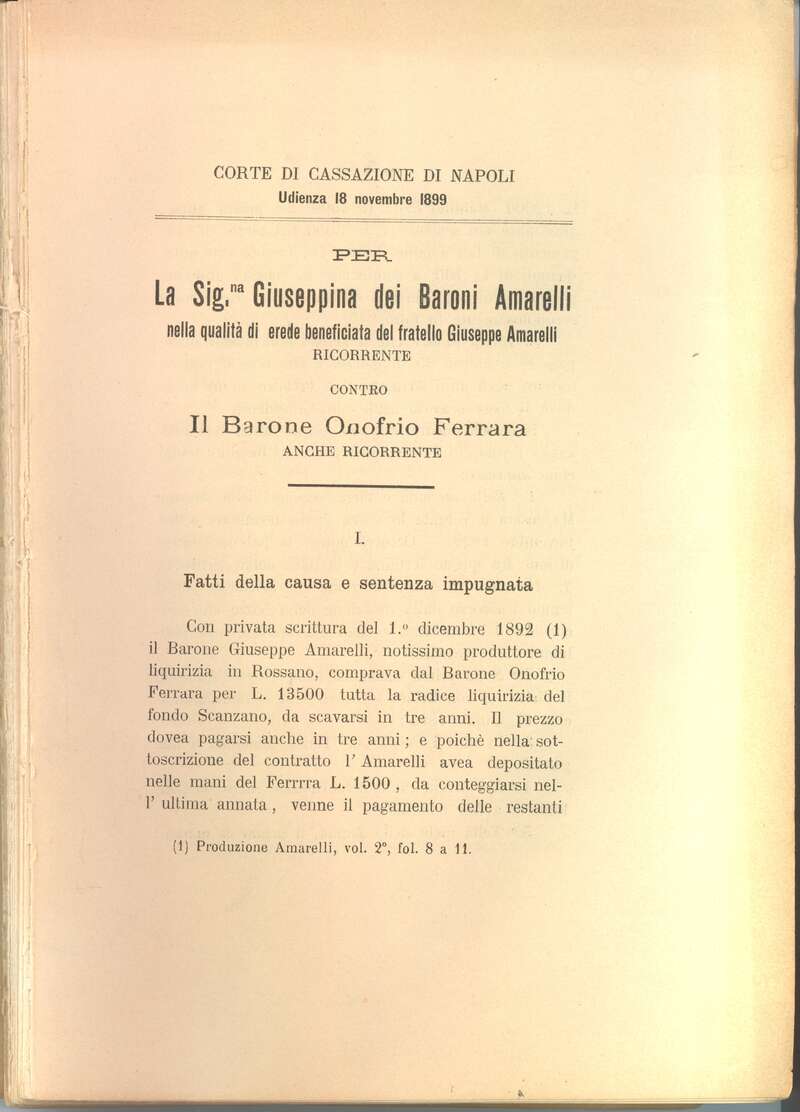 CORTE DI CASSAZIONE DI NAPOLI
Udienza 18 novembre 1899
PER
La Sig.na Giuseppina dei Baroni Amarelli
nella qualità di erede beneficiata del fratello Giuseppe Amarelli
RICORRENTE
CONTRO
Il Barone Onofrio Ferrara
ANCHE RICORRENTE
I.
Fatti della causa e sentenza impugnata
Con privata scrittura del 1.º dicembre 1892 (1)
il Barone Giuseppe Amarelli, notissimo produttore di
liquirizia in Rossano, comprava dal Barone Onofrio
Ferrara per L. 13500 tutta la radice liquirizia del
fondo Scanzano, da scavarsi in tre anni. Il prezzo
dovea pagarsi anche in tre anni; e poichè nella sot-
toscrizione del contratto l' Amarelli avea depositato
nelle mani del Ferrrra L. 1500, da conteggiarsi nel-
l' ultima annata, venne il pagamento delle restanti
(1) Produzione Amarelli, vol. 2º, fol. 8 a 11.